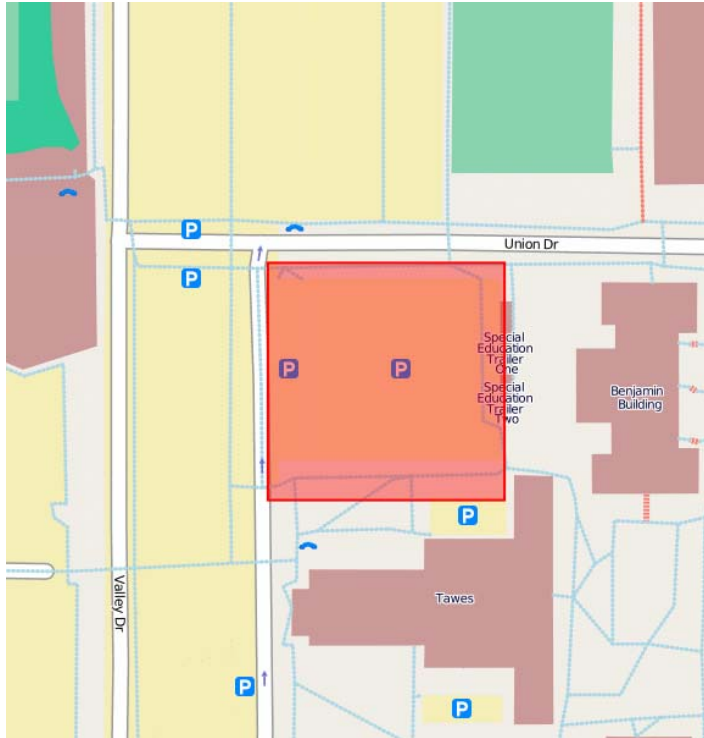 P
Union Dr
P
Special
Education
Trailer
One
P
P
Special
Education
Trailer
Two
Benjamin
Building
P
Valley Dr
Tawes
P
P